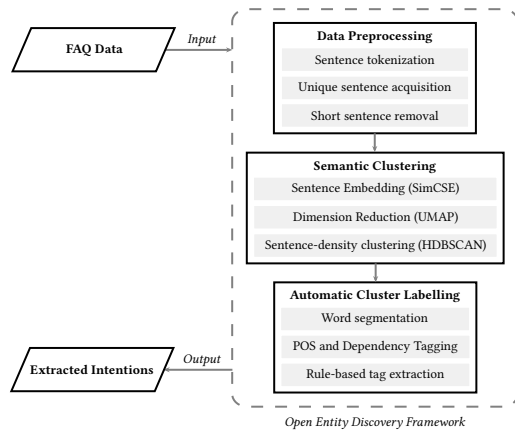 FAQ Data
Input
Data Preprocessing
Sentence tokenization
Unique sentence acquisition
Short sentence removal
Semantic Clustering
Sentence Embedding (SimCSE)
Dimension Reduction (UMAP)
Sentence-density clustering (HDBSCAN)
Automatic Cluster Labelling
Word segmentation
POS and Dependency Tagging
Rule-based tag extraction
Output
Extracted Intentions
Open Entity Discovery Framework